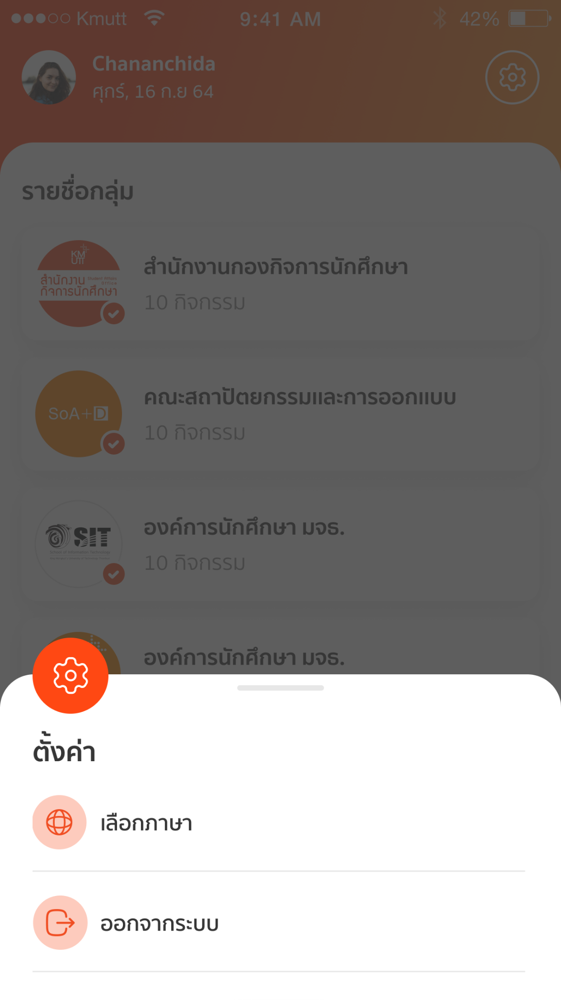 Kmutt 9:41 AM 42%
Chananchida
ศุกร์, 16 ก.ย 64
รายชื่อกลุ่ม
KM
UTT
สำนักงาน Student Affairs Office
กิจการนักศึกษา
สำนักงานกองกิจการนักศึกษา
10 กิจกรรม
SoA+D
คณะสถาปัตยกรรมและการออกแบบ
10 กิจกรรม
SIT
School of Information Technology
องค์การนักศึกษา มจธ.
10 กิจกรรม
องค์การนักศึกษา มจธ.
ตั้งค่า
เลือกภาษา
ออกจากระบบ